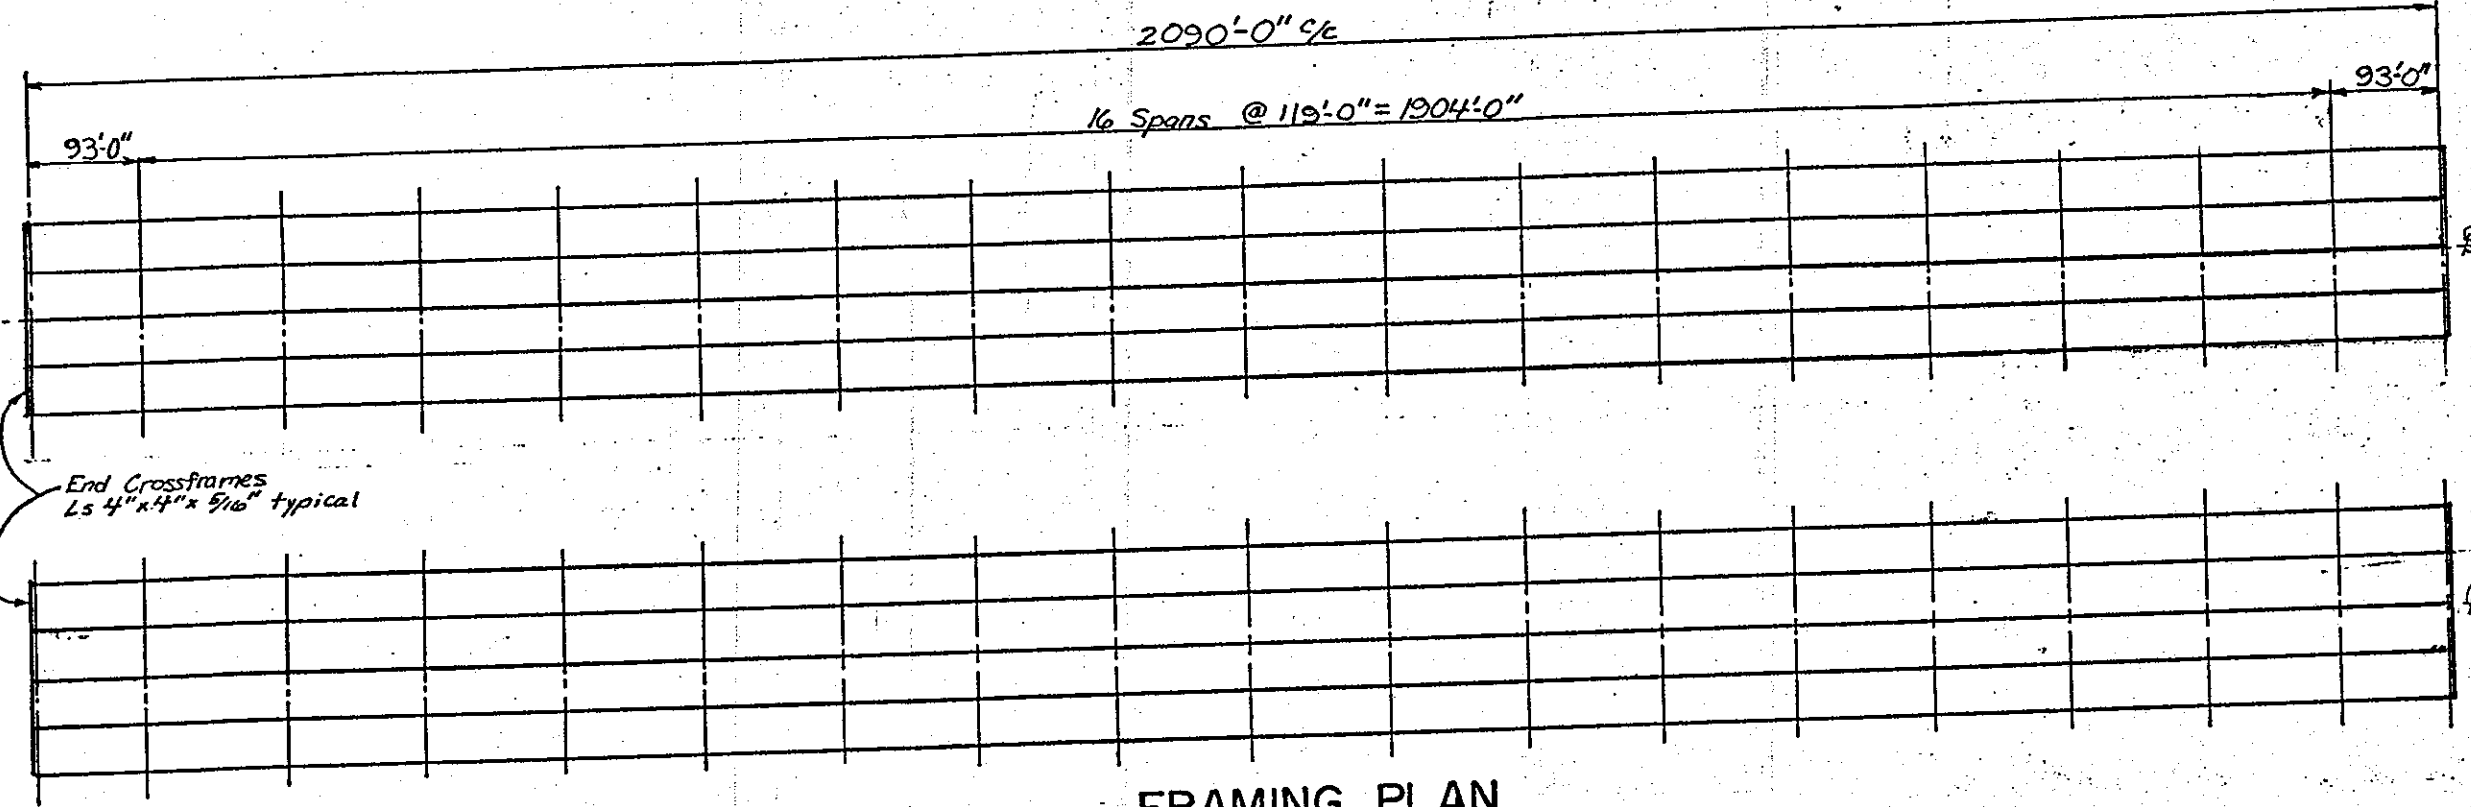 2090'-0" c/c
93'-0"
16 Spans @ 119'-0" = 1904'-0"
93'-0"
End Crossframes
Ls 4" x 4" x 5/16" typical
FRAMING PLAN